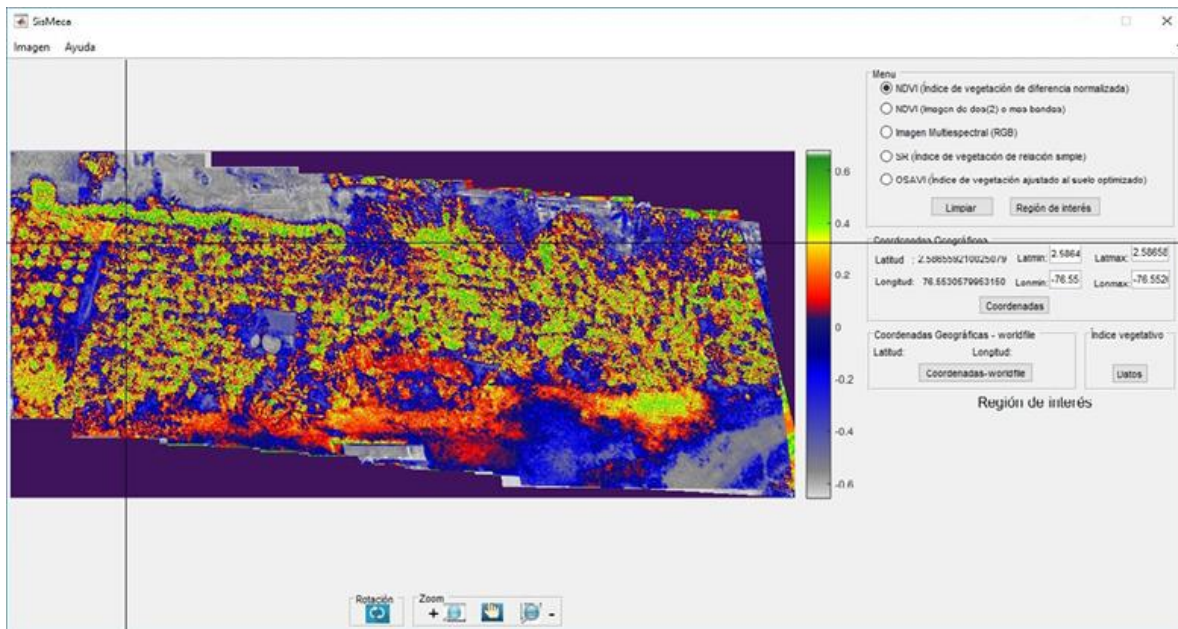 SisMeca
Imagen Ayuda
Menu
NDVI (Índice de vegetación de diferencia normalizada)
NDVI (Imagen de dos(2) o mas bandas)
Imagen Multiespectral (RGB)
SR (Índice de vegetación de relación simple)
OSAVI (Índice de vegetación ajustado al suelo optimizado)
Limpiar Región de interés
0.6
0.4
0.2
0
-0.2
-0.4
-0.6
Coordenadas Geográficas
Latitud : 2.586559210025079 Latmin: 2.5864 Latmax: 2.58658
Longitud: 76.5530579953150 Lonmin: -76.55 Lonmax: -76.552
Coordenadas
Coordenadas Geográficas - worldfile
Latitud: Longitud:
Coordenadas-worldfile
Índice vegetativo
Datos
Región de interés
Rotación
Zoom
+ -